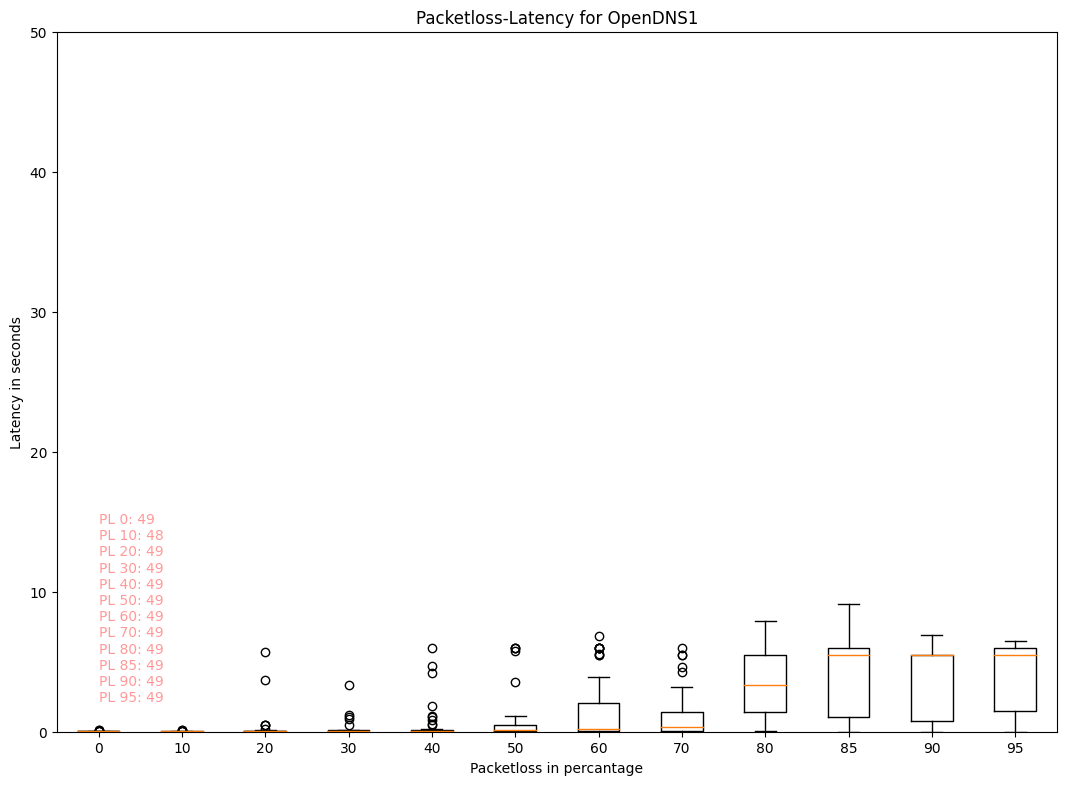 Packetloss-Latency for OpenDNS1
50
40
30
20
10
0
Latency in seconds
PL 0: 49
PL 10: 48
PL 20: 49
PL 30: 49
PL 40: 49
PL 50: 49
PL 60: 49
PL 70: 49
PL 80: 49
PL 85: 49
PL 90: 49
PL 95: 49
0 10 20 30 40 50 60 70 80 85 90 95
Packetloss in percantage